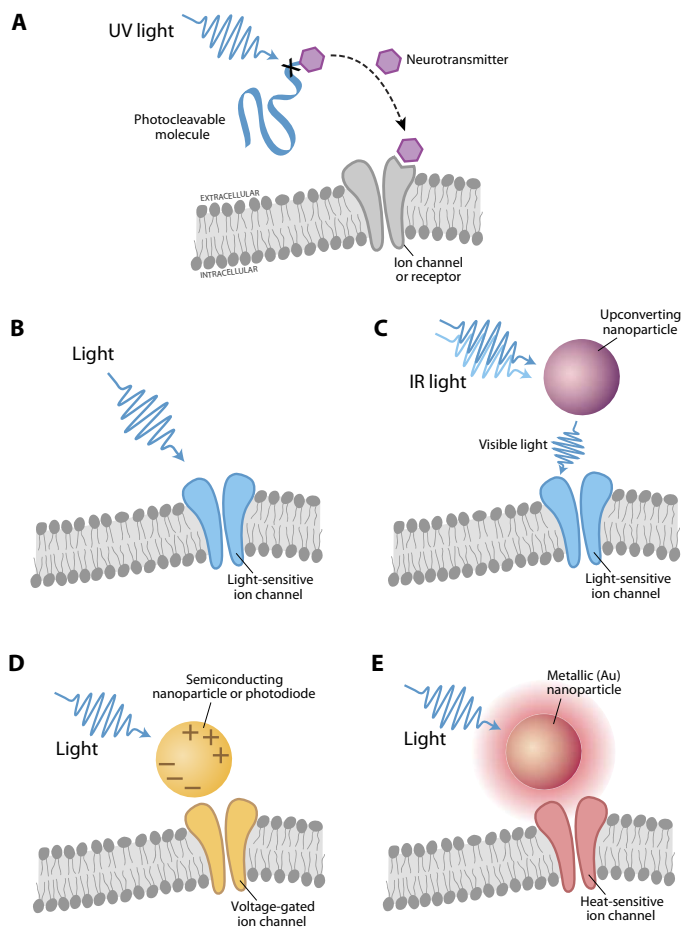 A
UV light
Neurotransmitter
Photocleavable
molecule
EXTRACELLULAR
INTRACELLULAR
Ion channel
or receptor
B
Light
Light-sensitive
ion channel
C
Upconverting
nanoparticle
IR light
Visible light
Light-sensitive
ion channel
D
Semiconducting
nanoparticle or photodiode
Light
+ + +
− − −
Voltage-gated
ion channel
E
Metallic (Au)
nanoparticle
Light
Heat-sensitive
ion channel